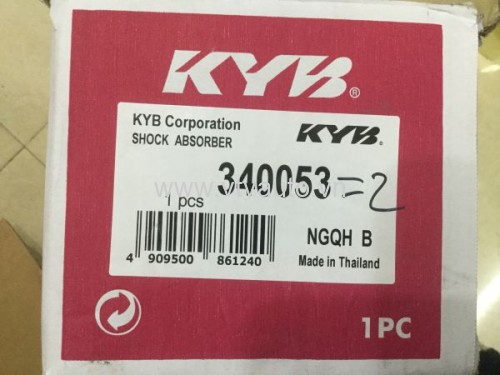 KYB®
KYB Corporation
SHOCK ABSORBER
KYB®
340053 = 2
1 pcs
4 909500 861240
NGQH B
Made in Thailand
1PC